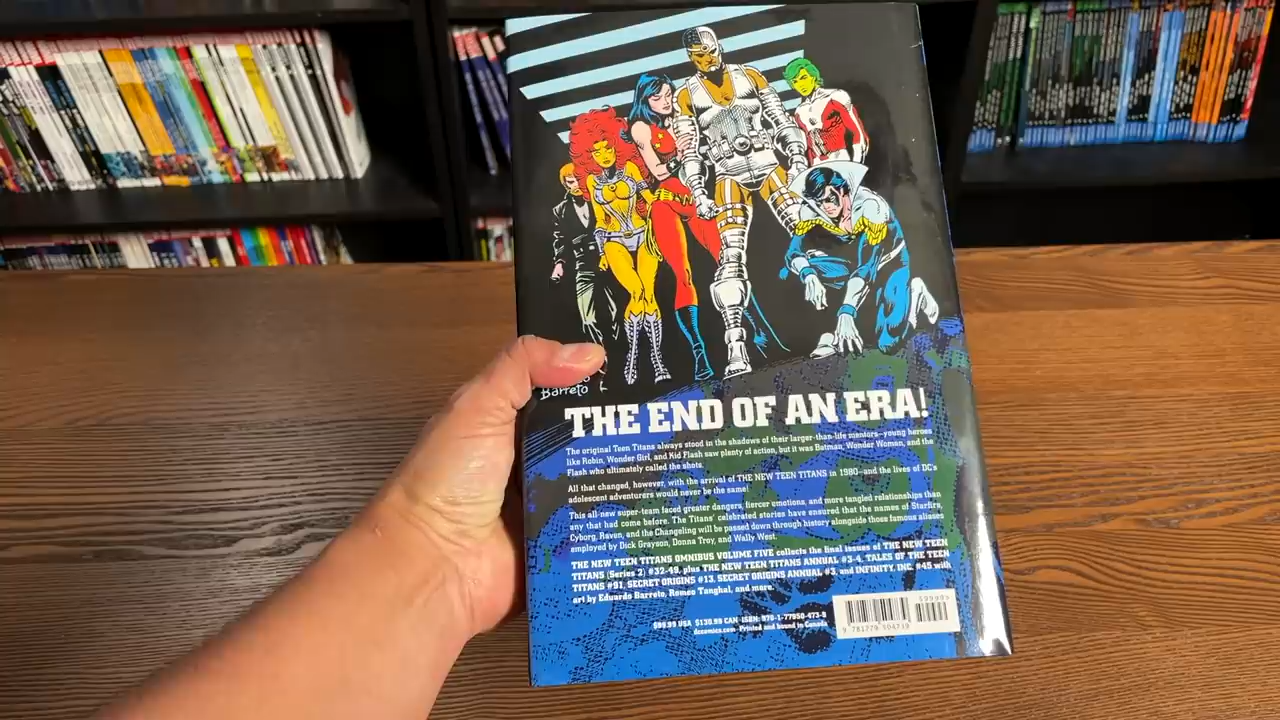 Barreto
THE END OF AN ERA!
The original Teen Titans always stood in the shadows of their larger-than-life mentors—young heroes
like Robin, Wonder Girl, and Kid Flash saw plenty of action, but it was Batman, Wonder Woman, and the
Flash who ultimately called the shots.
All that changed, however, with the arrival of THE NEW TEEN TITANS in 1980—and the lives of DC's
adolescent adventurers would never be the same!
This all-new super-team faced greater dangers, fiercer emotions, and more tangled relationships than
any that had come before. The Titans' celebrated stories have ensured that the names of Starfire,
Cyborg, Raven, and the Changeling will be passed down through history alongside those famous aliases
employed by Dick Grayson, Donna Troy, and Wally West.
THE NEW TEEN TITANS OMNIBUS VOLUME FIVE collects the final issues of THE NEW TEEN
TITANS (Series 2) #32-49, plus THE NEW TEEN TITANS ANNUAL #3-4, TALES OF THE TEEN
TITANS #91, SECRET ORIGINS #13, SECRET ORIGINS ANNUAL #3, and INFINITY, INC. #45 with
art by Eduardo Barreto, Romeo Tanghal, and more.
$99.99 USA $130.99 CAN ISBN: 978-1-77950-473-9
dccomics.com • Printed and bound in Canada
59999
9 781779 504739